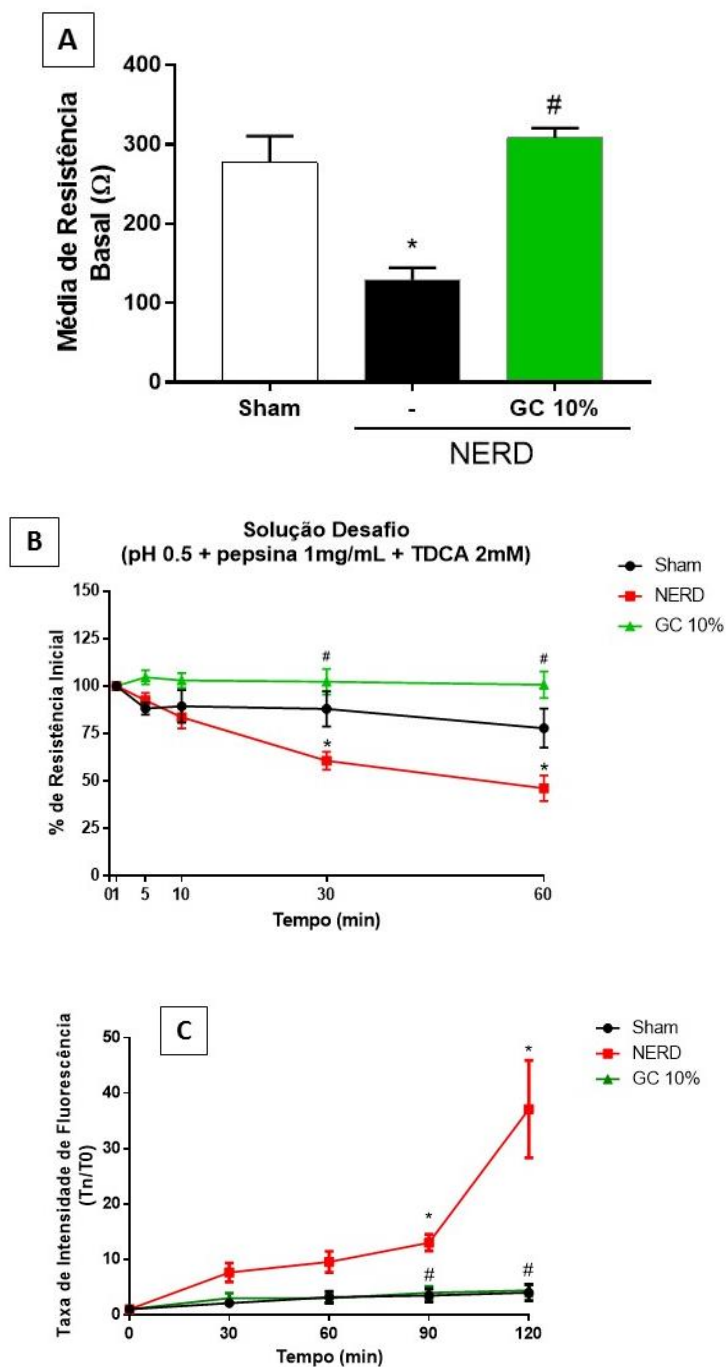 A
Média de Resistência
Basal (Ω)
400
300
200
100
0
#
*
Sham
-
GC 10%
NERD
B
Solução Desafio
(pH 0.5 + pepsina 1mg/mL + TDCA 2mM)
Sham
NERD
GC 10%
% de Resistência Inicial
150
125
100
75
50
25
0
#
#
*
*
01 5 10 30 60
Tempo (min)
C
Sham
NERD
GC 10%
Taxa de Intensidade de Fluorescência
(Tn/T0)
50
40
30
20
10
0
*
*
#
#
0 30 60 90 120
Tempo (min)